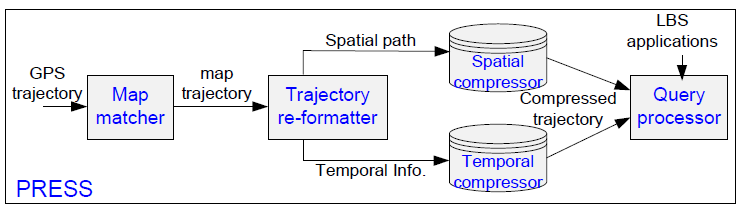 GPS
trajectory
Map
matcher
map
trajectory
Trajectory
re-formatter
Spatial path
Temporal Info.
Spatial
compressor
Temporal
compressor
Compressed
trajectory
LBS
applications
Query
processor
PRESS